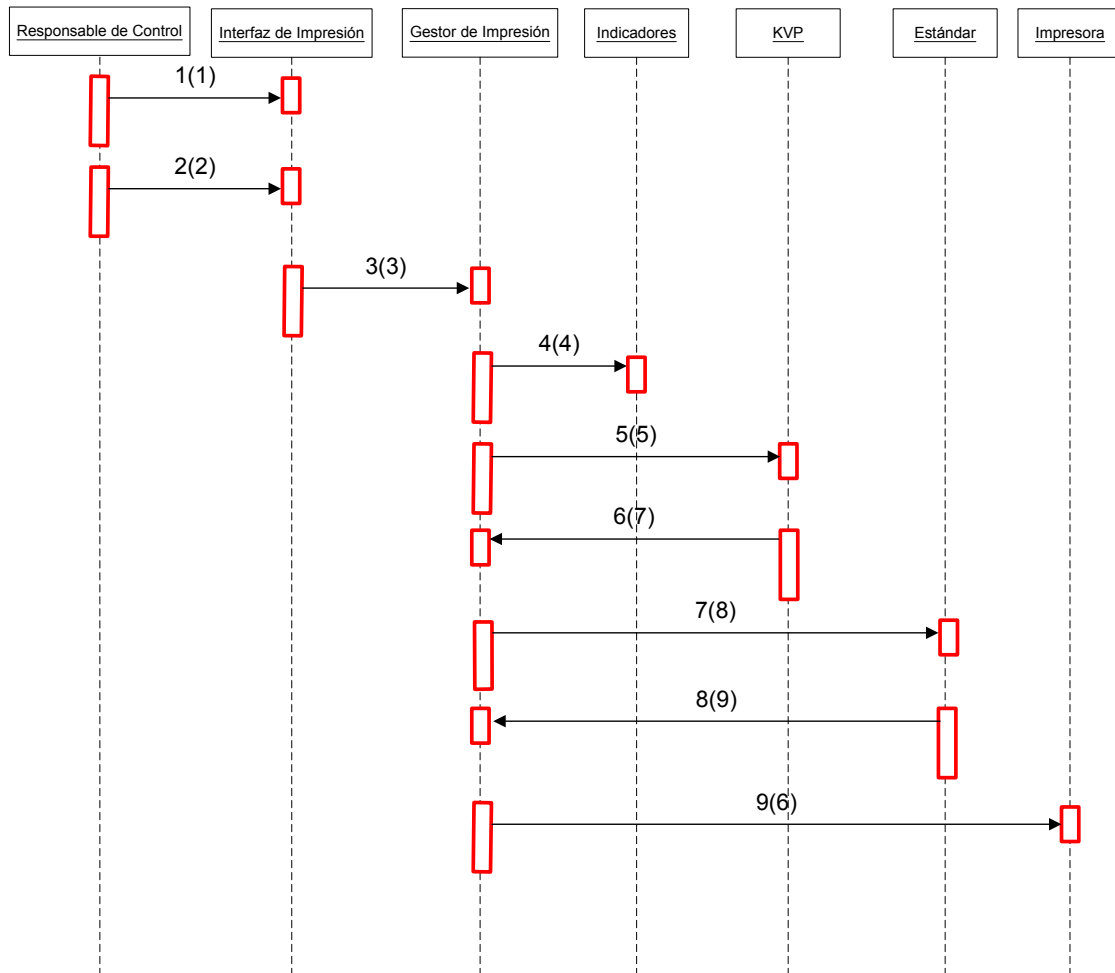 Responsable de Control
Interfaz de Impresión
Gestor de Impresión
Indicadores
KVP
Estándar
Impresora
1(1)
2(2)
3(3)
4(4)
5(5)
6(7)
7(8)
8(9)
9(6)